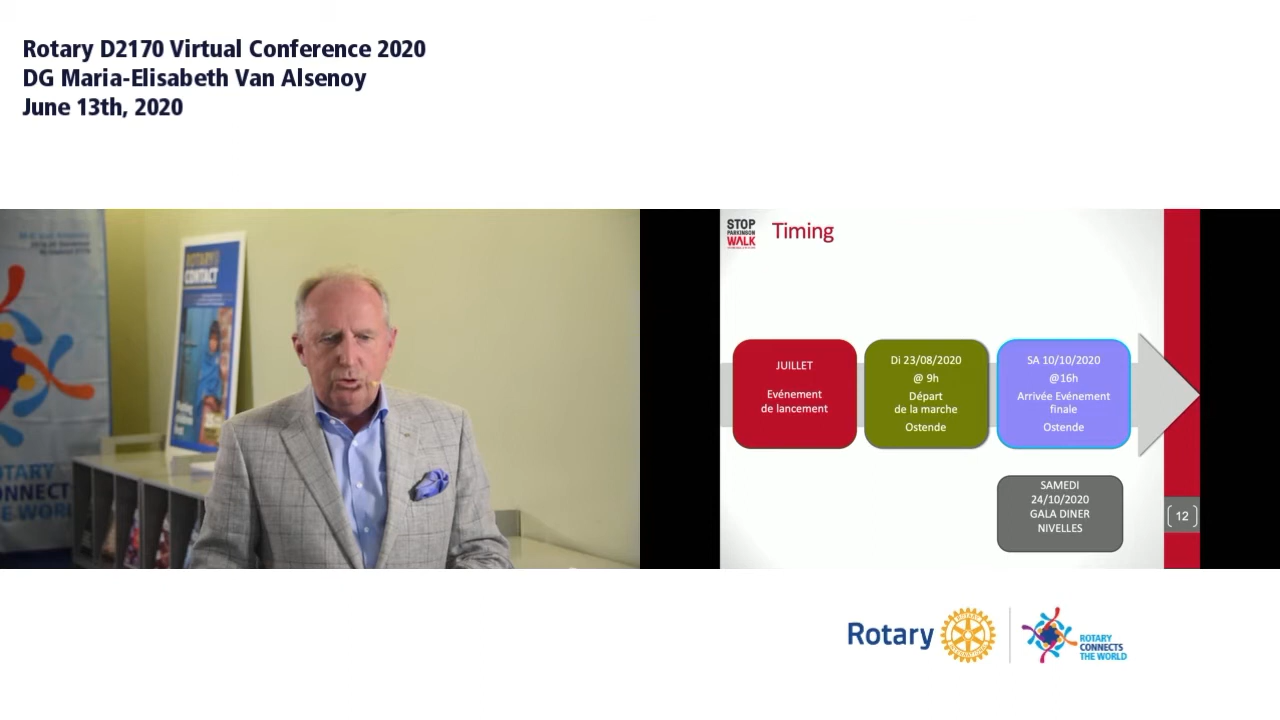 Rotary D2170 Virtual Conference 2020
DG Maria-Elisabeth Van Alsenoy
June 13th, 2020
ROTARY
CONTACT
ROTARY
CONNECTS
THE WORLD
STOP
PARKINSON
WALK
Timing
JUILLET
Evénement
de lancement
Di 23/08/2020
@ 9h
Départ
de la marche
Ostende
SA 10/10/2020
@16h
Arrivée Evénement
finale
Ostende
SAMEDI
24/10/2020
GALA DINER
NIVELLES
12
Rotary
ROTARY
CONNECTS
THE WORLD